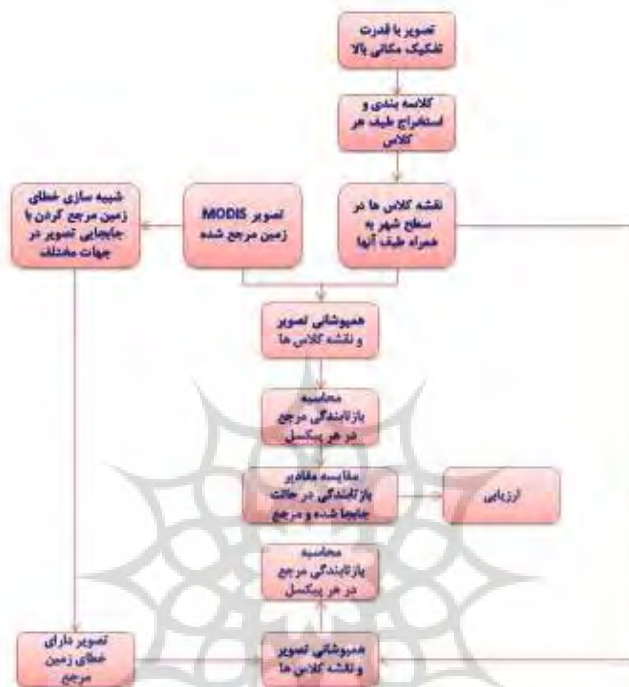 تصویر با قدرت
تفکیک مکانی بالا
کلاسه بندی و
استخراج طیف هر
کلاس
نقشه کلاس ها در
سطح شهر به
همراه طیف آنها
تصویر MODIS
زمین مرجع شده
شبیه سازی خطای
زمین مرجع کردن با
جابجایی تصویر در
جهات مختلف
همپوشانی تصویر
و نقشه کلاس ها
محاسبه
بازتابندگی مرجع
در هر پیکسل
مقایسه مقادیر
بازتابندگی در حالت
جابجا شده و مرجع
ارزیابی
محاسبه
بازتابندگی مرجع
در هر پیکسل
همپوشانی تصویر
و نقشه کلاس ها
تصویر دارای
خطای زمین
مرجع